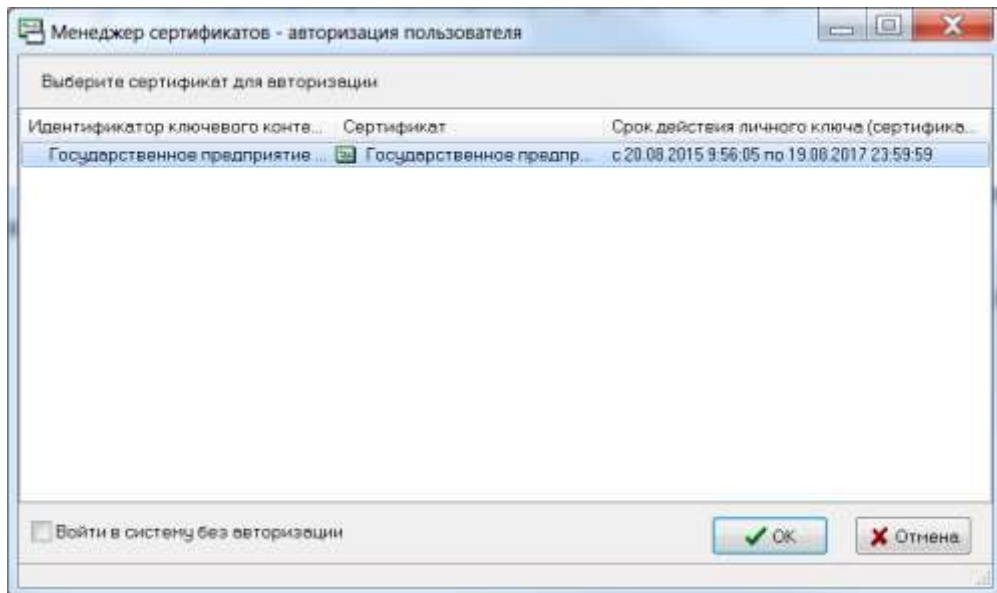 Менеджер сертификатов - авторизация пользователя
Выберите сертификат для авторизации
Идентификатор ключевого конте... Сертификат Срок действия личного ключа (сертифика...
Государственное предприятие ... Государственное предпр... с 20.08.2015 9:56:05 по 19.08.2017 23:59:59
Войти в систему без авторизации OK Отмена